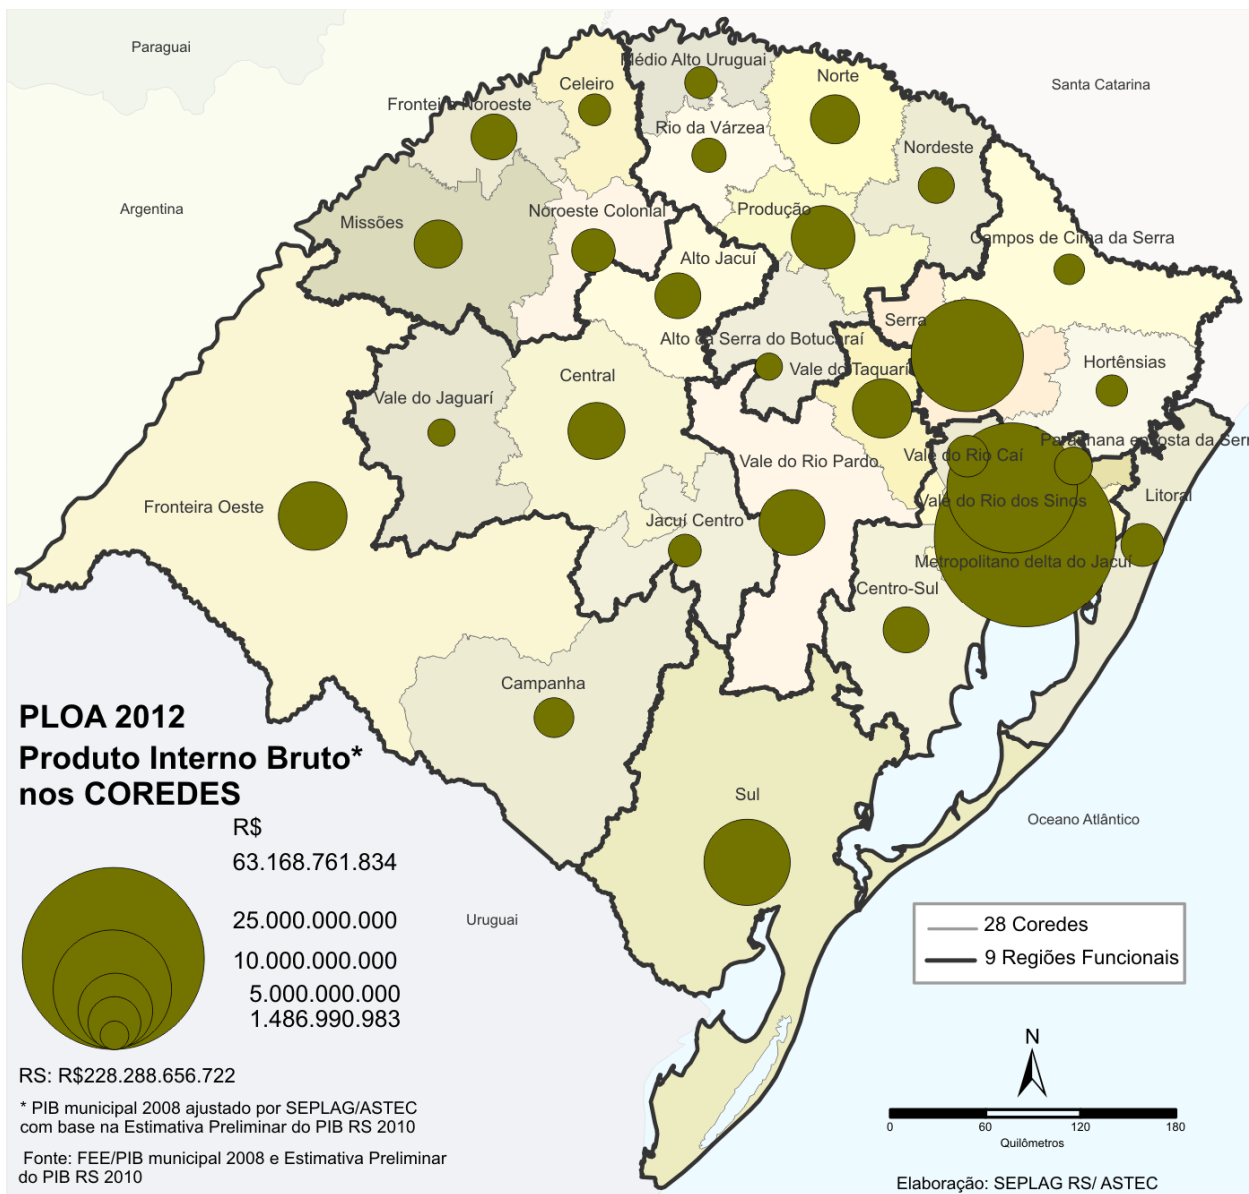 Paraguai
Médio Alto Uruguai
Norte
Santa Catarina
Celeiro
Fronteira Noroeste
Rio da Várzea
Nordeste
Argentina
Missões
Noroeste Colonial
Produção
Campos de Cima da Serra
Alto Jacuí
Serra
Alto da Serra do Botucaraí
Hortênsias
Vale do Taquarí
Central
Vale do Jaguarí
Paranhana encosta da Serr
Vale do Rio Caí
Vale do Rio Pardo
Litoral
Vale do Rio dos Sinos
Fronteira Oeste
Jacuí Centro
Metropolitano delta do Jacuí
Centro-Sul
Campanha
PLOA 2012
Produto Interno Bruto*
nos COREDES
Sul
Oceano Atlântico
R$
63.168.761.834
25.000.000.000
10.000.000.000
5.000.000.000
1.486.990.983
Uruguai
28 Coredes
9 Regiões Funcionais
N
RS: R$228.288.656.722
* PIB municipal 2008 ajustado por SEPLAG/ASTEC
com base na Estimativa Preliminar do PIB RS 2010
0 60 120 180
Quilômetros
Fonte: FEE/PIB municipal 2008 e Estimativa Preliminar
do PIB RS 2010
Elaboração: SEPLAG RS/ ASTEC